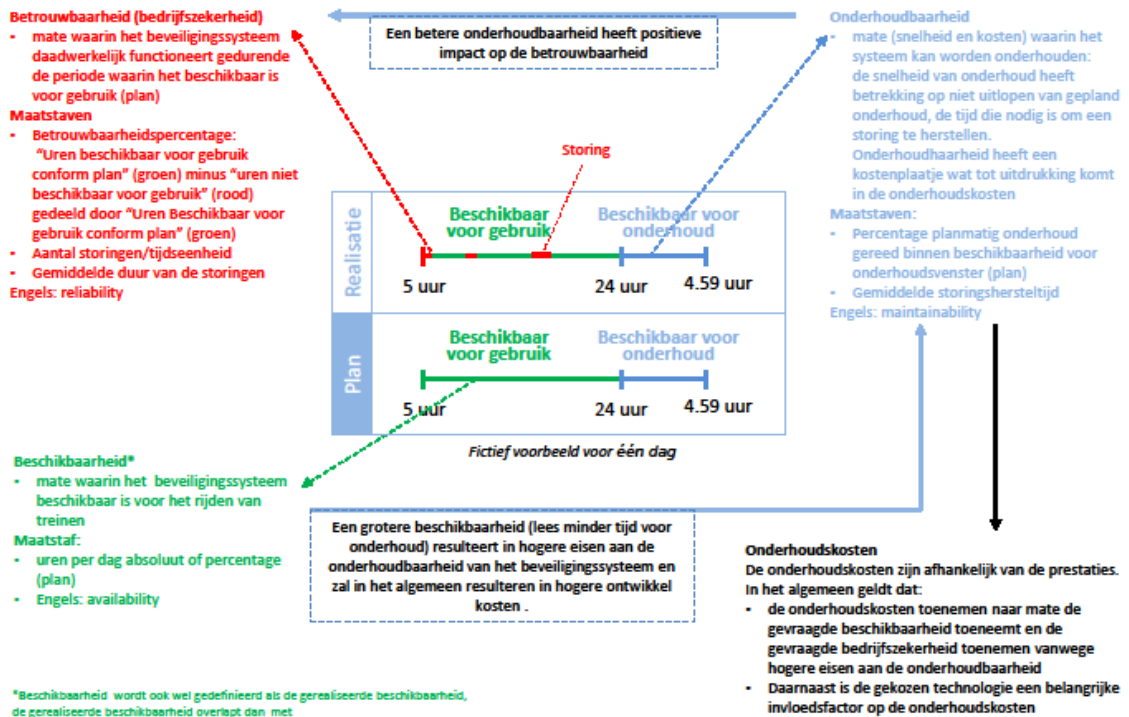 Betrouwbaarheid (bedrijfszekerheid)
- mate waarin het beveiligingssysteem
daadwerkelijk functioneert gedurende
de periode waarin het beschikbaar is
voor gebruik (plan)
Maatstaven
- Betrouwbaarheidspercentage:
“Uren beschikbaar voor gebruik
conform plan” (groen) minus “uren niet
beschikbaar voor gebruik” (rood)
gedeeld door “Uren Beschikbaar voor
gebruik conform plan” (groen)
- Aantal storingen/tijdseenheid
- Gemiddelde duur van de storingen
Engels: reliability
Een betere onderhoudbaarheid heeft positieve
impact op de betrouwbaarheid
Onderhoudbaarheid
- mate (snelheid en kosten) waarin het
systeem kan worden onderhouden:
de snelheid van onderhoud heeft
betrekking op niet uitlopen van gepland
onderhoud, de tijd die nodig is om een
storing te herstellen.
Onderhoudhaarheid heeft een
kostenplaatje wat tot uitdrukking komt
in de onderhoudskosten
Maatstaven:
- Percentage planmatig onderhoud
gereed binnen beschikbaarheid voor
onderhoudsvenster (plan)
- Gemiddelde storingshersteltijd
Engels: maintainability
Storing
Realisatie
Beschikbaar
voor gebruik
Beschikbaar voor
onderhoud
5 uur
24 uur
4.59 uur
Plan
Beschikbaar
voor gebruik
Beschikbaar voor
onderhoud
5 uur
24 uur
4.59 uur
Fictief voorbeeld voor één dag
Beschikbaarheid*
- mate waarin het beveiligingssysteem
beschikbaar is voor het rijden van
treinen
Maatstaf:
- uren per dag absoluut of percentage
(plan)
- Engels: availability
Een grotere beschikbaarheid (lees minder tijd voor
onderhoud) resulteert in hogere eisen aan de
onderhoudbaarheid van het beveiligingssysteem en
zal in het algemeen resulteren in hogere ontwikkel
kosten .
Onderhoudskosten
De onderhoudskosten zijn afhankelijk van de prestaties.
In het algemeen geldt dat:
- de onderhoudskosten toenemen naar mate de
gevraagde beschikbaarheid toeneemt en de
gevraagde bedrijfszekerheid toenemen vanwege
hogere eisen aan de onderhoudbaarheid
- Daarnaast is de gekozen technologie een belangrijke
invloedsfactor op de onderhoudskosten
*Beschikbaarheid wordt ook wel gedefinieerd als de gerealiseerde beschikbaarheid,
de gerealiseerde beschikbaarheid overlapt dan met